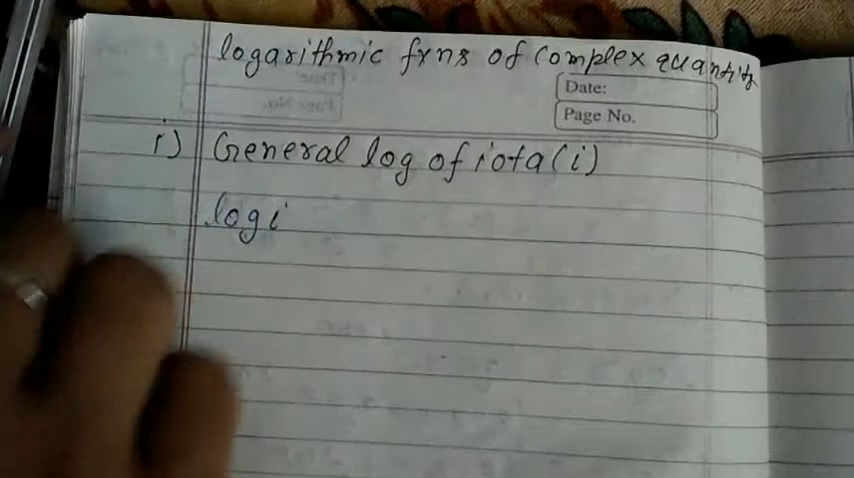 logarithmic fxns of complex quantity
Date:
Page No.
i) General log of iota(i)
log i